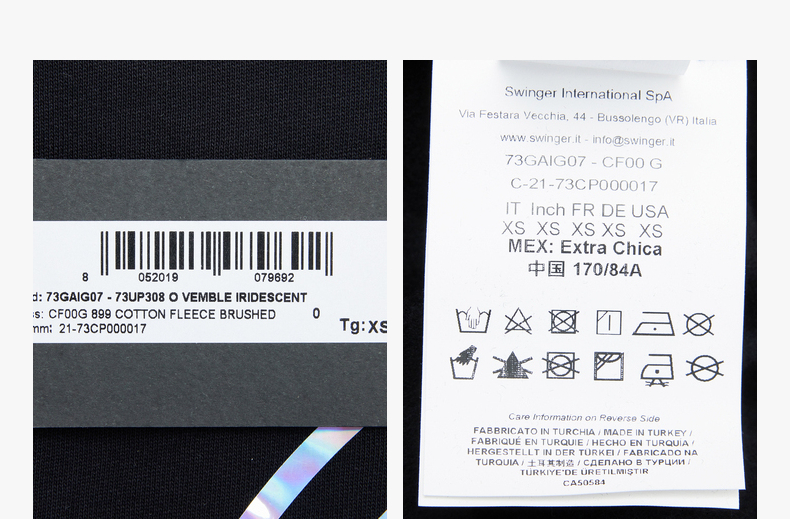 8 052019 079692
d: 73GAIG07 - 73UP308 O VEMBLE IRIDESCENT
ss: CF00G 899 COTTON FLEECE BRUSHED 0
mm: 21-73CP000017
Tg:XS
Swinger International SpA
Via Festara Vecchia, 44 - Bussolengo (VR) Italia
www.swinger.it - info@swinger.it
73GAIG07 - CF00 G
C-21-73CP000017
IT Inch FR DE USA
XS XS XS XS XS
MEX: Extra Chica
中国 170/84A
Care Information on Reverse Side
FABBRICATO IN TURCHIA / MADE IN TURKEY /
FABRIQUÉ EN TURQUIE / HECHO EN TURQUIA /
HERGESTELLT IN DER TÜRKEI / FABRICADO NA
TURQUIA / 土耳其制造 / СДЕЛАНО В ТУРЦИИ /
TÜRKIYE'DE ÜRETILMIŞTIR
CA50584